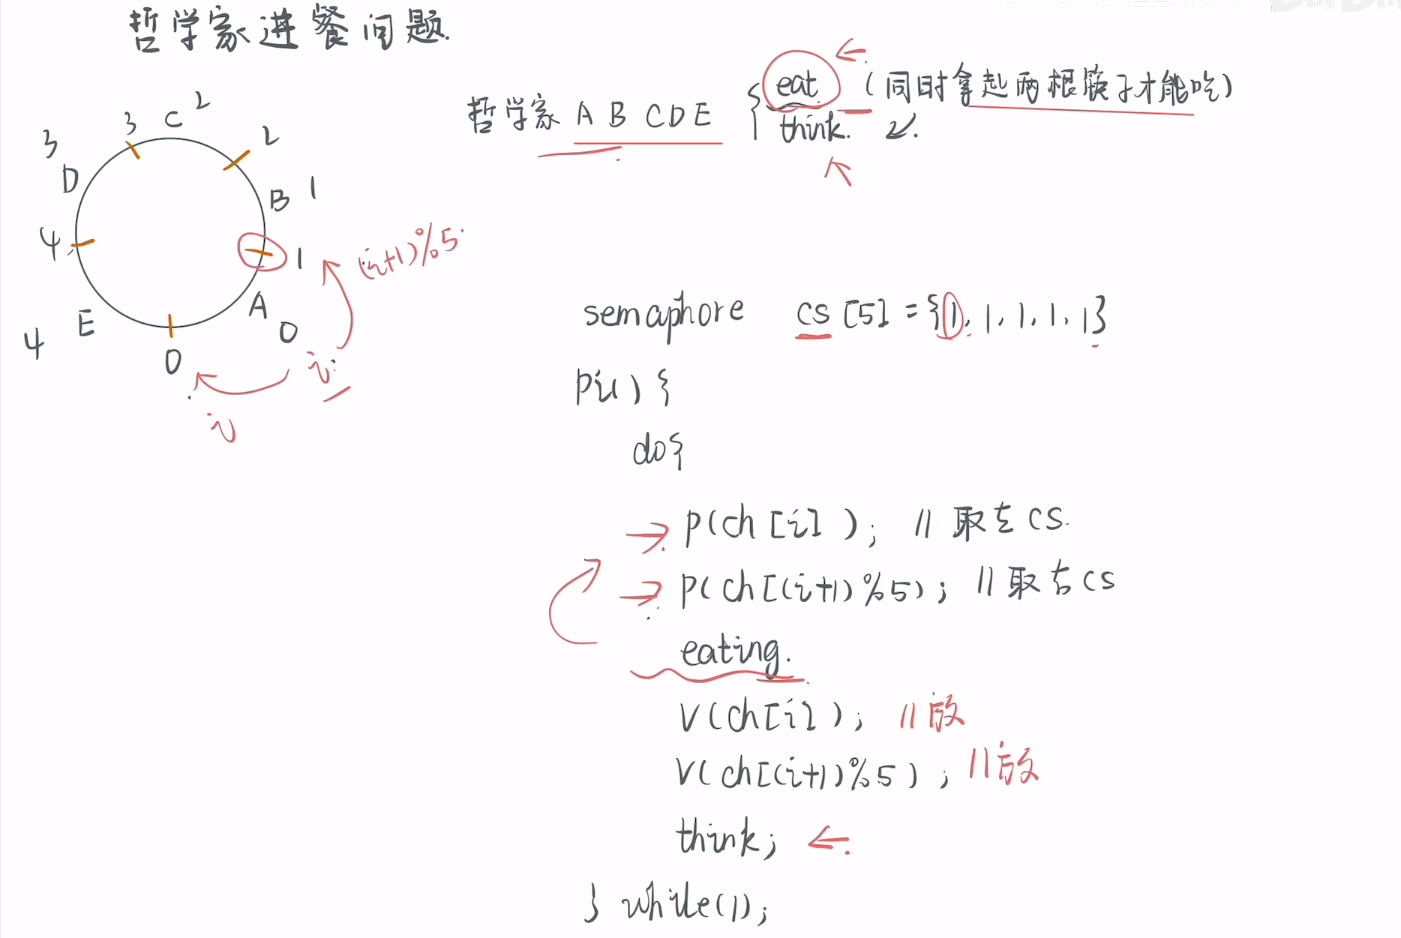 哲学家进餐问题.
哲学家 A B C D E { eat (同时拿起两根筷子才能吃)
think.
3 C 2
3 2
D B 1
4 1 (i+1)%5.
A
E 0
4 0 i
i
semaphore cs [5] = {1, 1, 1, 1, 1}
Pi( ) {
do{
P(ch [i] ); // 取左 cs.
P( ch [(i+1)%5) ; // 取右 cs
eating.
V(ch[i] ); // 放
V( ch[(i+1)%5) ; // 放
think;
} while(1);